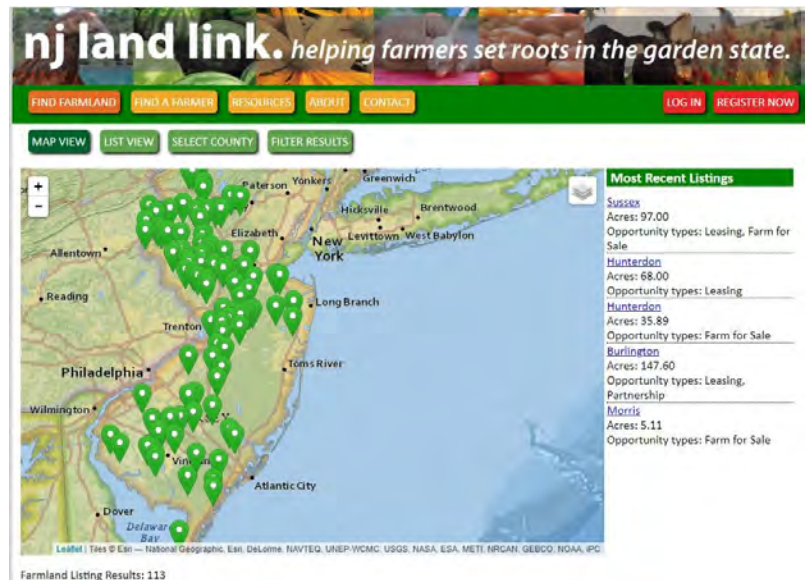 nj land link. helping farmers set roots in the garden state.
FIND FARMLAND FIND A FARMER RESOURCES ABOUT CONTACT LOG IN REGISTER NOW
MAP VIEW LIST VIEW SELECT COUNTY FILTER RESULTS
+
−
Most Recent Listings
Sussex
Acres: 97.00
Opportunity types: Leasing, Farm for
Sale
Hunterdon
Acres: 68.00
Opportunity types: Leasing
Hunterdon
Acres: 35.89
Opportunity types: Farm for Sale
Burlington
Acres: 147.60
Opportunity types: Leasing,
Partnership
Morris
Acres: 5.11
Opportunity types: Farm for Sale
Greenwich
Paterson Yonkers
Hicksville Brentwood
Elizabeth
New
York
Levittown West Babylon
Allentown
Reading
Long Branch
Trenton
Toms River
Philadelphia
Wilmington
Atlantic City
Dover
Bay
Leaflet | Tiles © Esri — National Geographic, Esri, DeLorme, NAVTEQ, UNEP-WCMC, USGS, NASA, ESA, METI, NRCAN, GEBCO, NOAA, iPC
Farmland Listing Results: 113